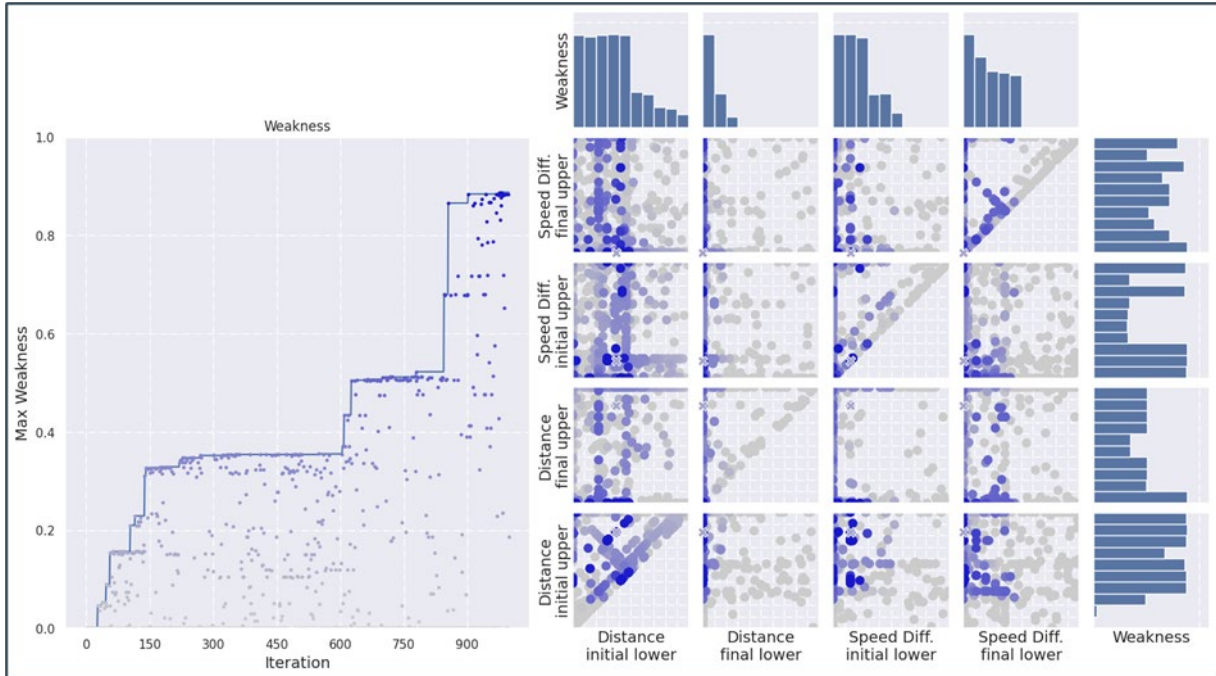 Weakness
1.0
0.8
0.6
0.4
0.2
0.0
Max Weakness
0 150 300 450 600 750 900
Iteration
Weakness
Speed Diff.
final upper
Speed Diff.
initial upper
Distance
final upper
Distance
initial upper
Distance
initial lower
Distance
final lower
Speed Diff.
initial lower
Speed Diff.
final lower
Weakness